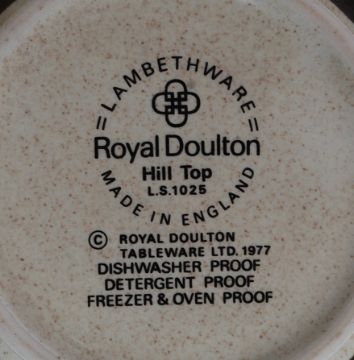 =LAMBETHWARE=
Royal Doulton
Hill Top
L.S.1025
MADE IN ENGLAND
© ROYAL DOULTON
TABLEWARE LTD. 1977
DISHWASHER PROOF
DETERGENT PROOF
FREEZER & OVEN PROOF